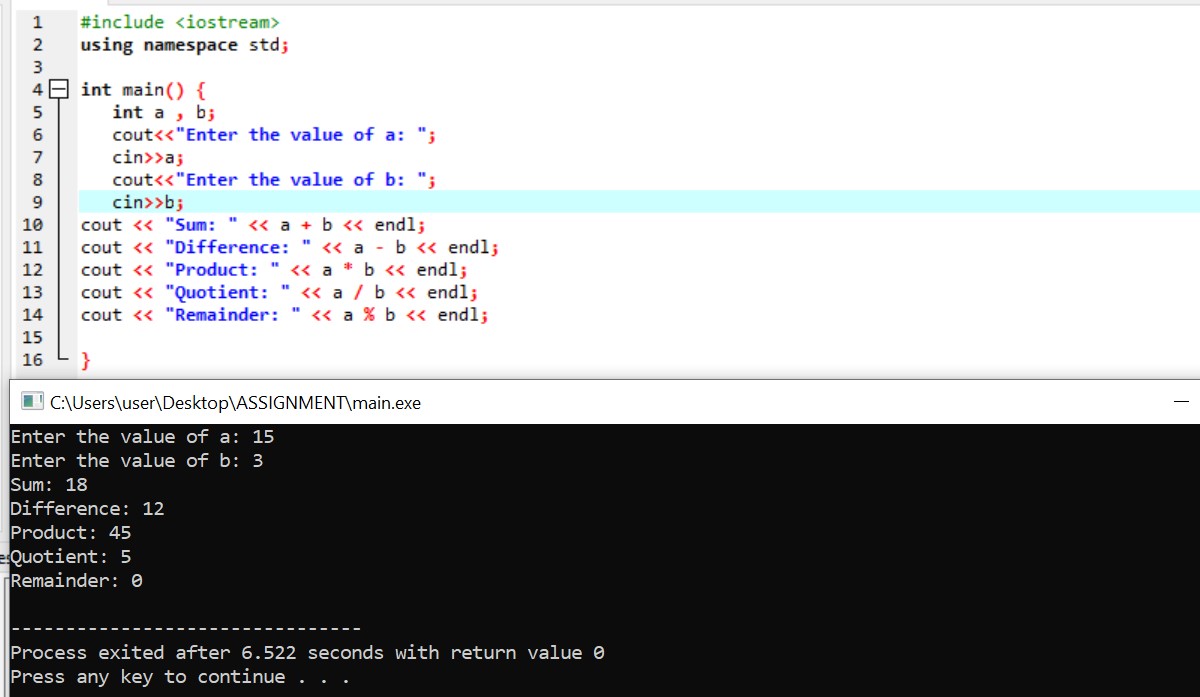 1 #include <iostream>
2 using namespace std;
3
4 int main() {
5 int a , b;
6 cout<<"Enter the value of a: ";
7 cin>>a;
8 cout<<"Enter the value of b: ";
9 cin>>b;
10 cout << "Sum: " << a + b << endl;
11 cout << "Difference: " << a - b << endl;
12 cout << "Product: " << a * b << endl;
13 cout << "Quotient: " << a / b << endl;
14 cout << "Remainder: " << a % b << endl;
15
16 }
C:\Users\user\Desktop\ASSIGNMENT\main.exe
Enter the value of a: 15
Enter the value of b: 3
Sum: 18
Difference: 12
Product: 45
Quotient: 5
Remainder: 0
--------------------------------
Process exited after 6.522 seconds with return value 0
Press any key to continue . . .